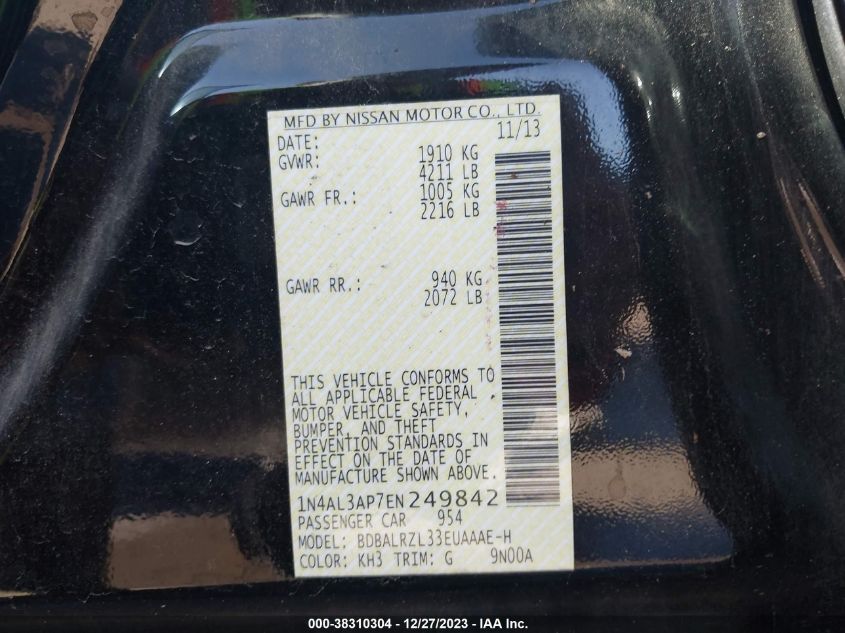 MFD BY NISSAN MOTOR CO., LTD.
DATE: 11/13
GVWR: 1910 KG
4211 LB
GAWR FR.: 1005 KG
2216 LB
GAWR RR.: 940 KG
2072 LB
THIS VEHICLE CONFORMS TO
ALL APPLICABLE FEDERAL
MOTOR VEHICLE SAFETY,
BUMPER, AND THEFT
PREVENTION STANDARDS IN
EFFECT ON THE DATE OF
MANUFACTURE SHOWN ABOVE.
1N4AL3AP7EN249842
PASSENGER CAR 954
MODEL: BDBALRZL33EUAAAE-H
COLOR: KH3 TRIM: G 9N00A
000-38310304 / 12/27/2023 - IAA Inc.